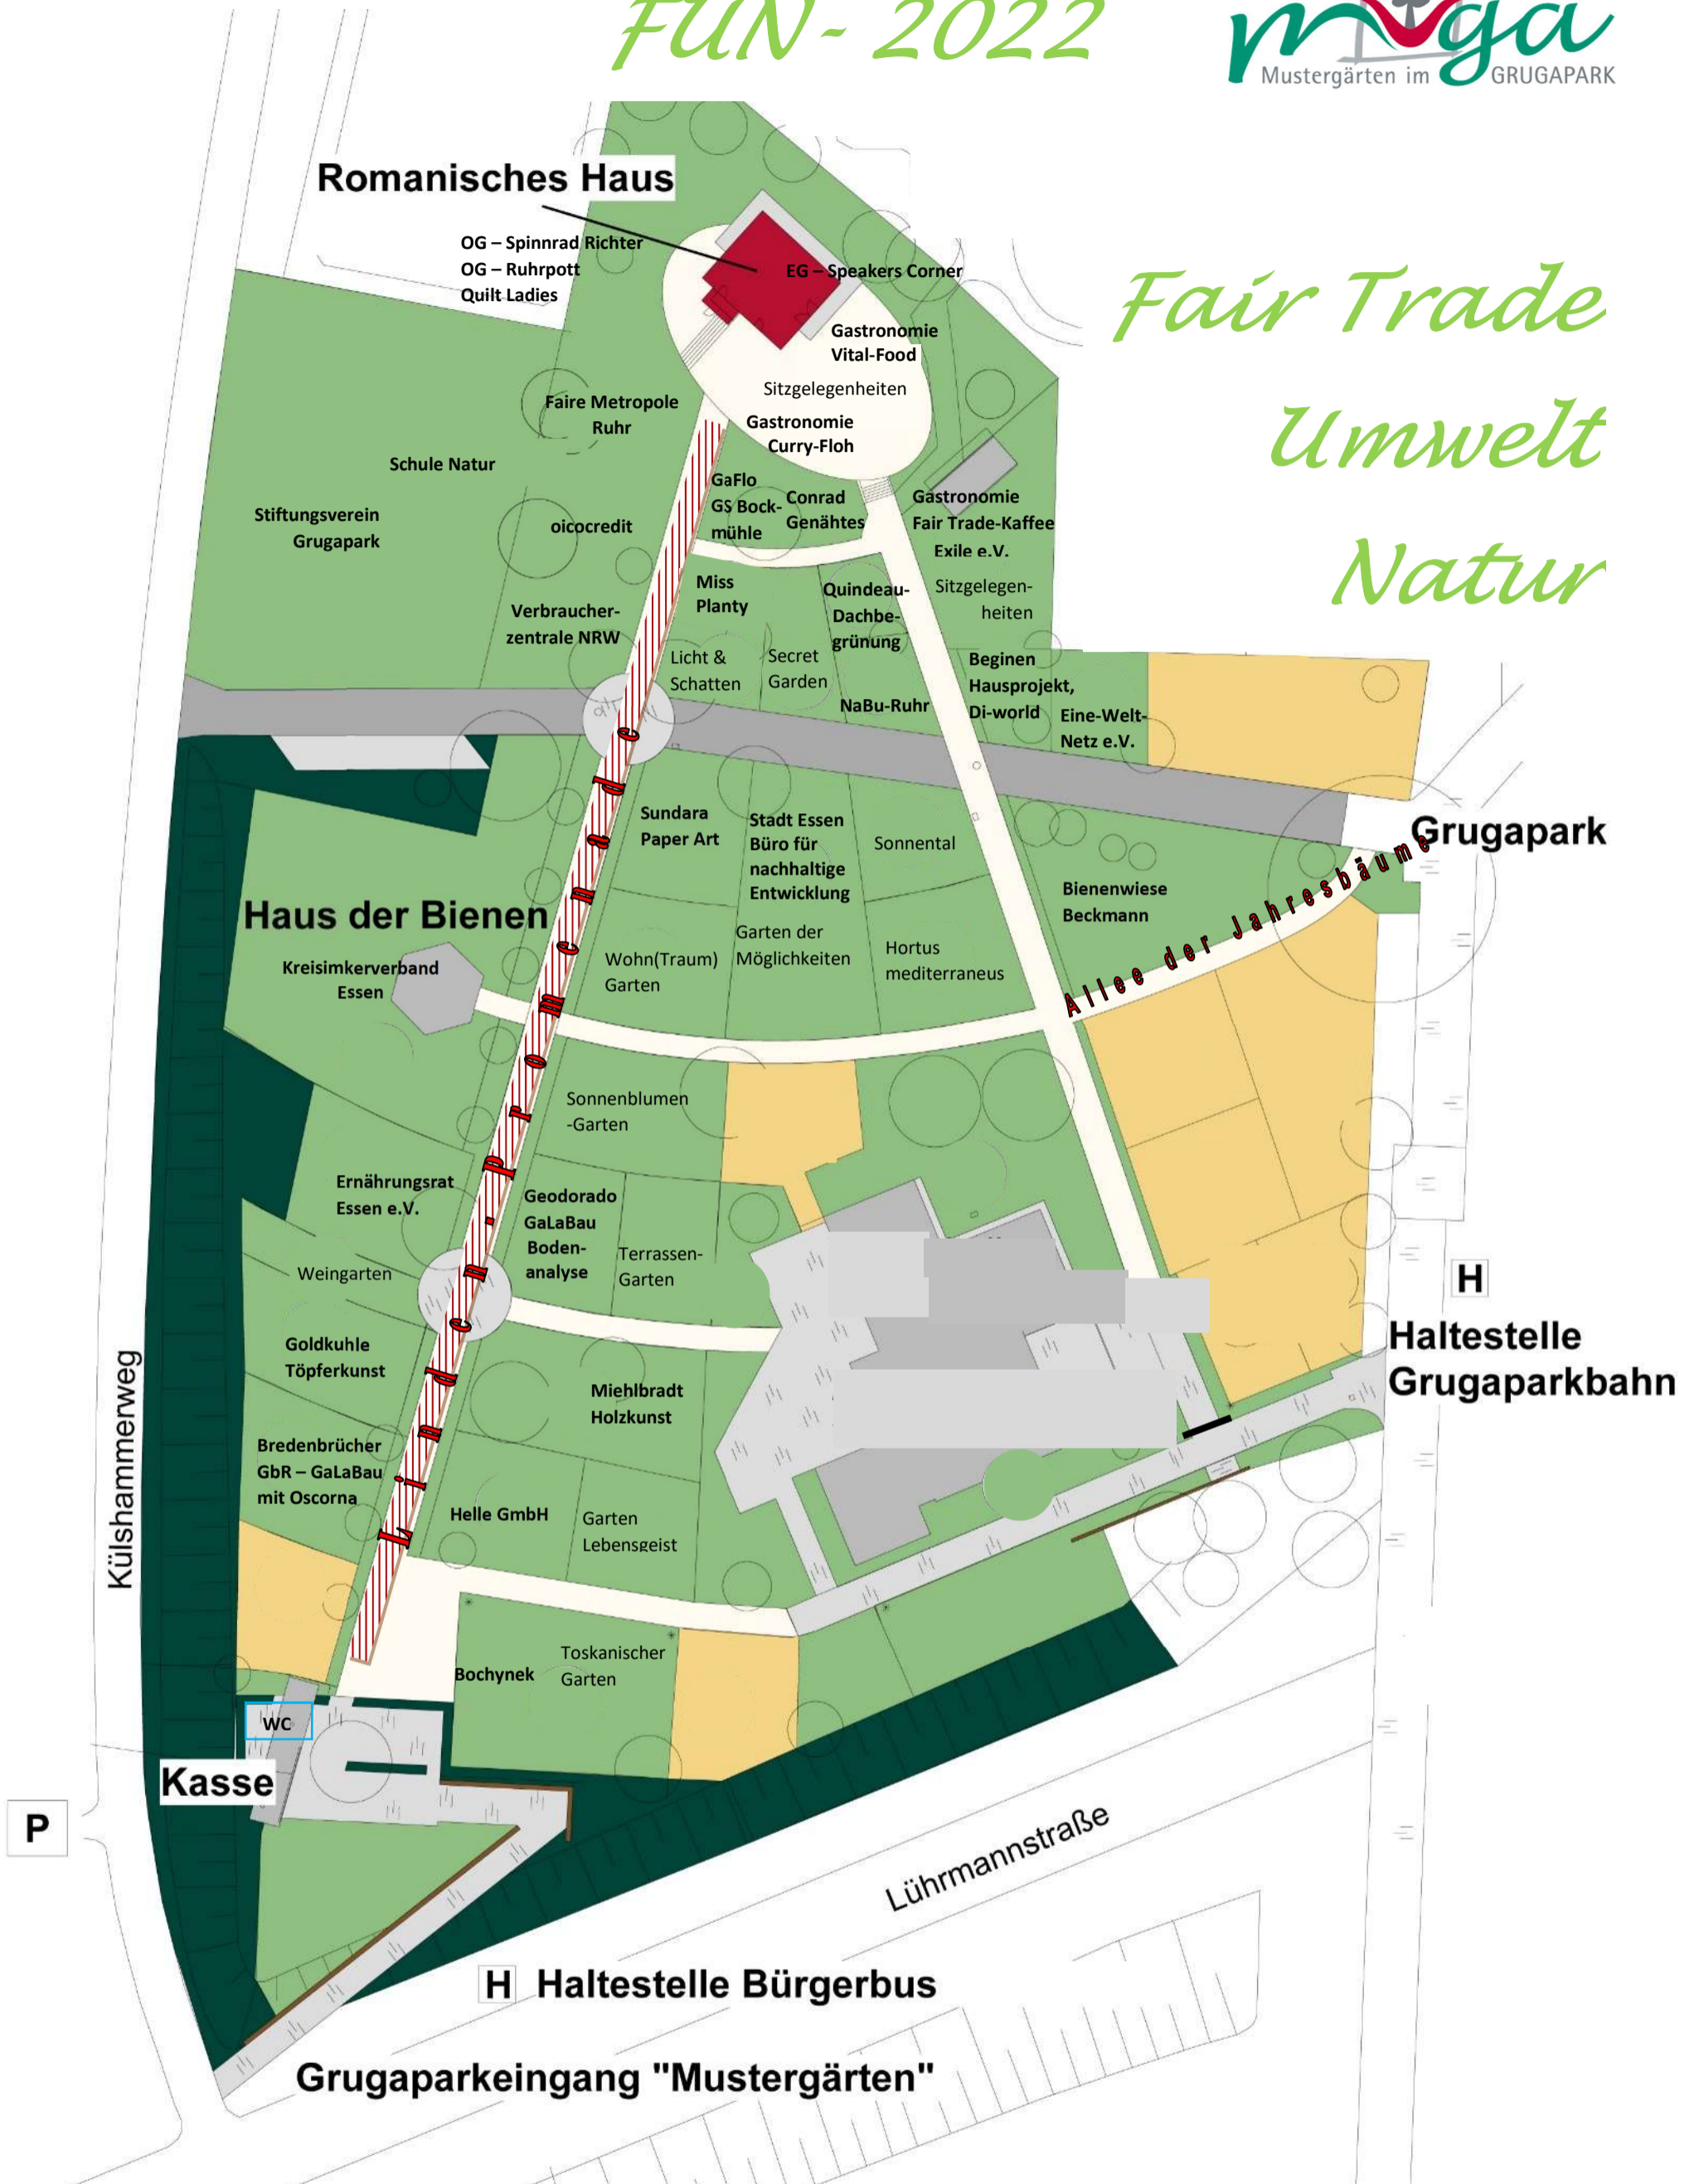 FUN- 2022
miga
Mustergärten im GRUGAPARK
Romanisches Haus
OG – Spinnrad Richter
OG – Ruhrpott
Quilt Ladies
EG – Speakers Corner
Fair Trade
Umwelt
Natur
Gastronomie
Vital-Food
Sitzgelegenheiten
Gastronomie
Curry-Floh
Faire Metropole
Ruhr
Schule Natur
Stiftungsverein
Grugapark
oicocredit
Verbraucher-
zentrale NRW
GaFlo
GS Bock-
mühle
Conrad
Genähtes
Gastronomie
Fair Trade-Kaffee
Exile e.V.
Sitzgelegen-
heiten
Miss
Planty
Quindeau-
Dachbe-
grünung
Licht &
Schatten
Secret
Garden
NaBu-Ruhr
Beginen
Hausprojekt,
Di-world
Eine-Welt-
Netz e.V.
Grugapark
Sundara
Paper Art
Stadt Essen
Büro für
nachhaltige
Entwicklung
Sonnental
Bienenwiese
Beckmann
Allee der Jahresbäume
Haus der Bienen
Kreisimkerverband
Essen
Wohn(Traum)
Garten
Garten der
Möglichkeiten
Hortus
mediterraneus
Linden-Promenade
Sonnenblumen
-Garten
Ernährungsrat
Essen e.V.
Geodorado
GaLaBau
Boden-
analyse
Terrassen-
Garten
Weingarten
H
Haltestelle
Grugaparkbahn
Goldkuhle
Töpferkunst
Miehlbradt
Holzkunst
Bredenbrücher
GbR – GaLaBau
mit Oscorna
Helle GmbH
Garten
Lebensgeist
Külshammerweg
Bochynek
Toskanischer
Garten
WC
Kasse
P
Lührmannstraße
H Haltestelle Bürgerbus
Grugaparkeingang "Mustergärten"